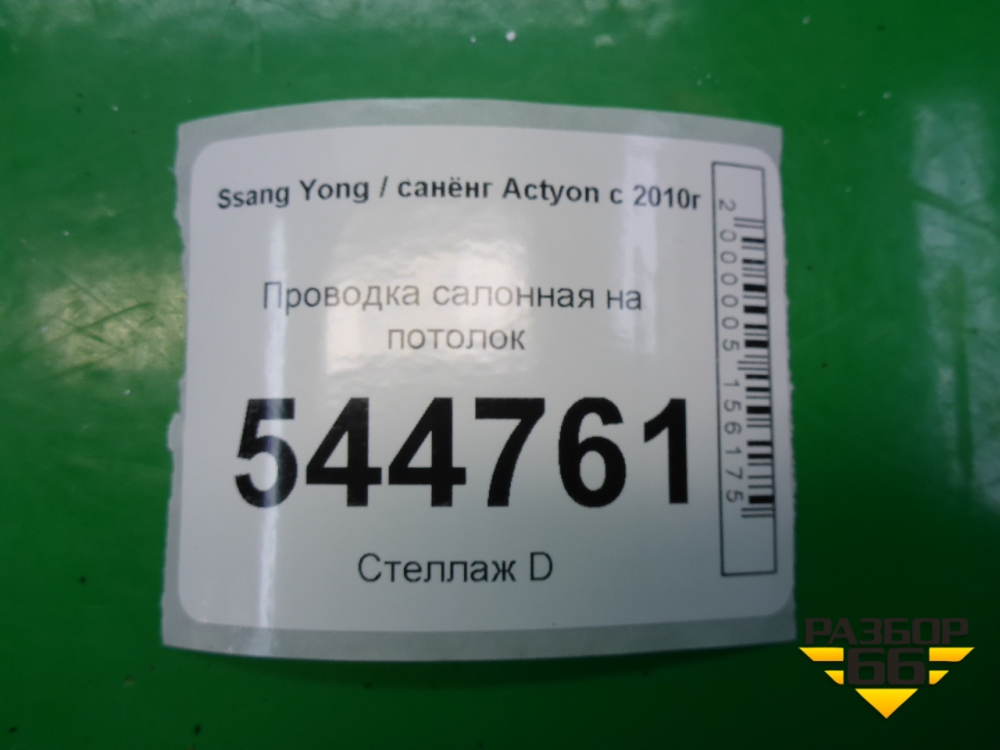 Ssang Yong / санёнг Actyon с 2010г
Проводка салонная на
потолок
544761
Стеллаж D
2000005156175
РАЗБОР
66